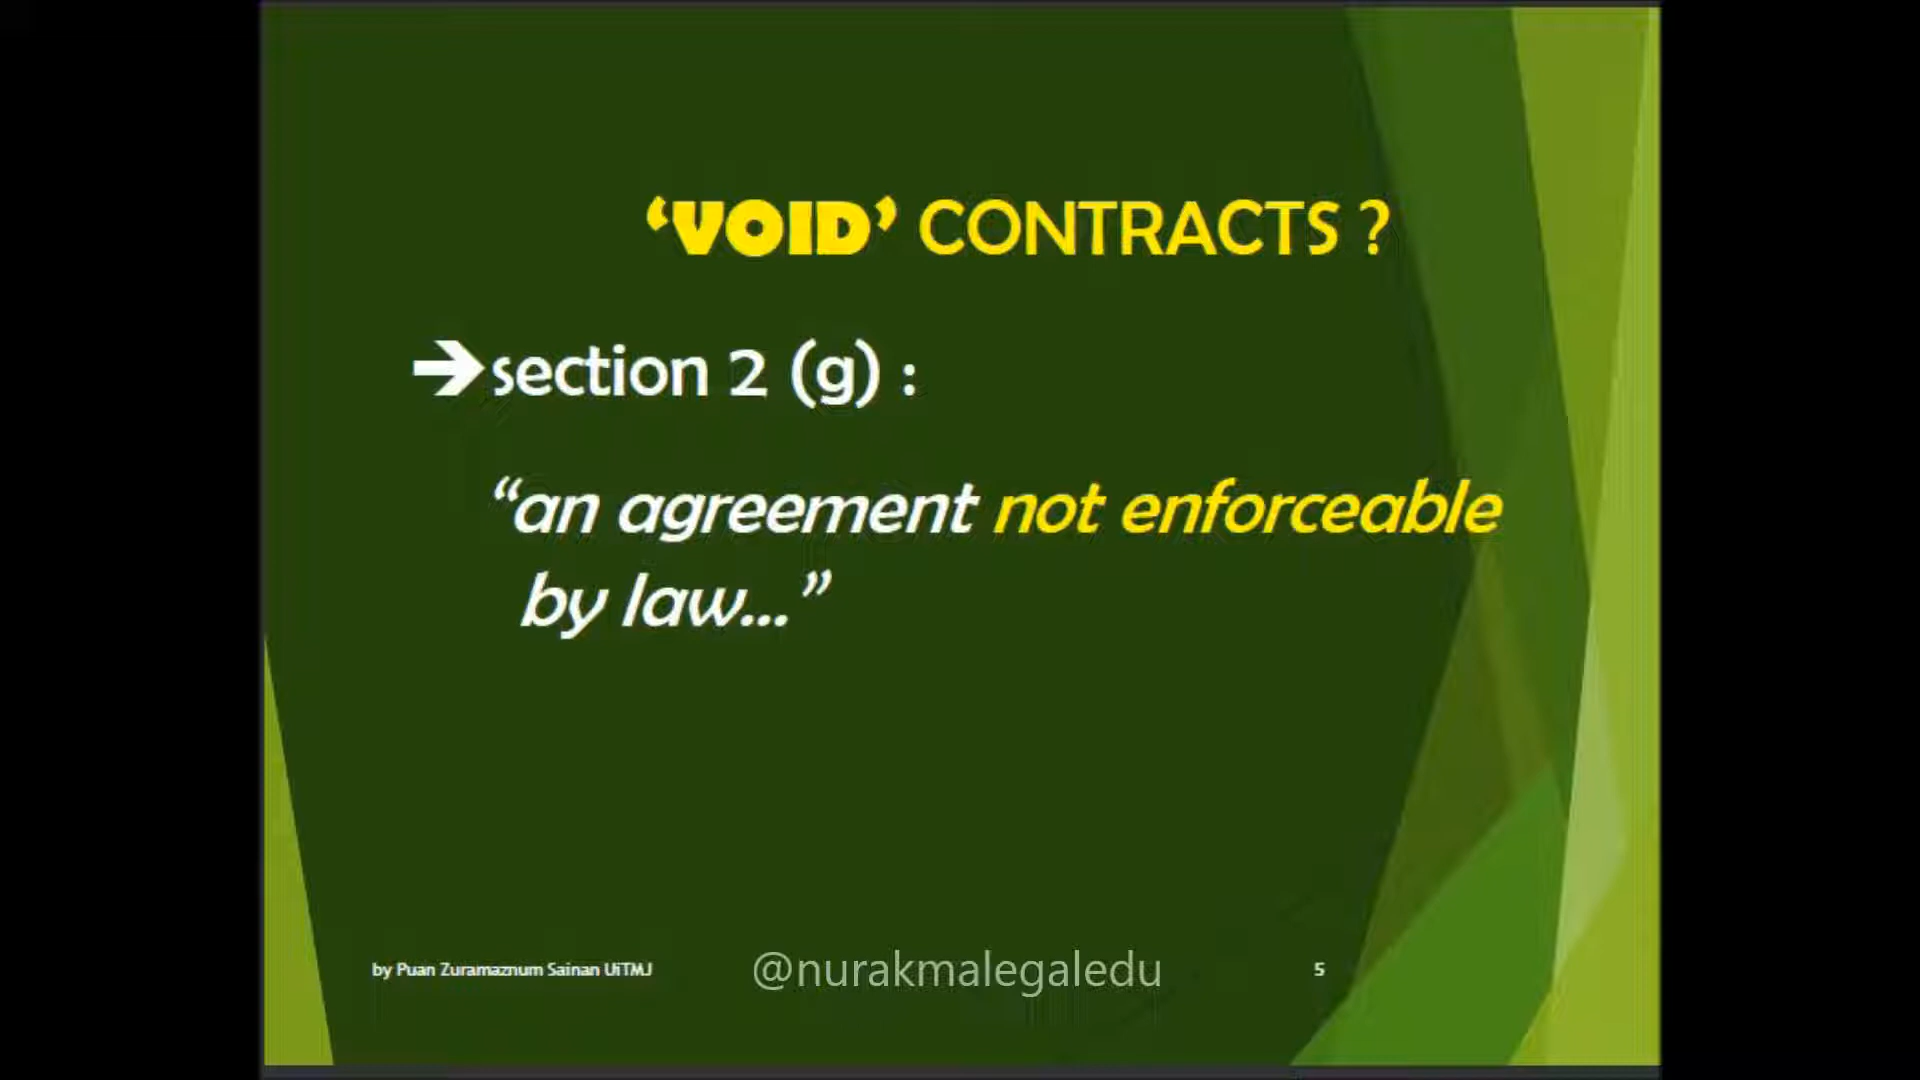 ‘VOID’ CONTRACTS ?
➔section 2 (g) :
“an agreement not enforceable
by law...”
by Puan Zuramaznum Sainan UiTMJ
@nurakmalegaledu
5